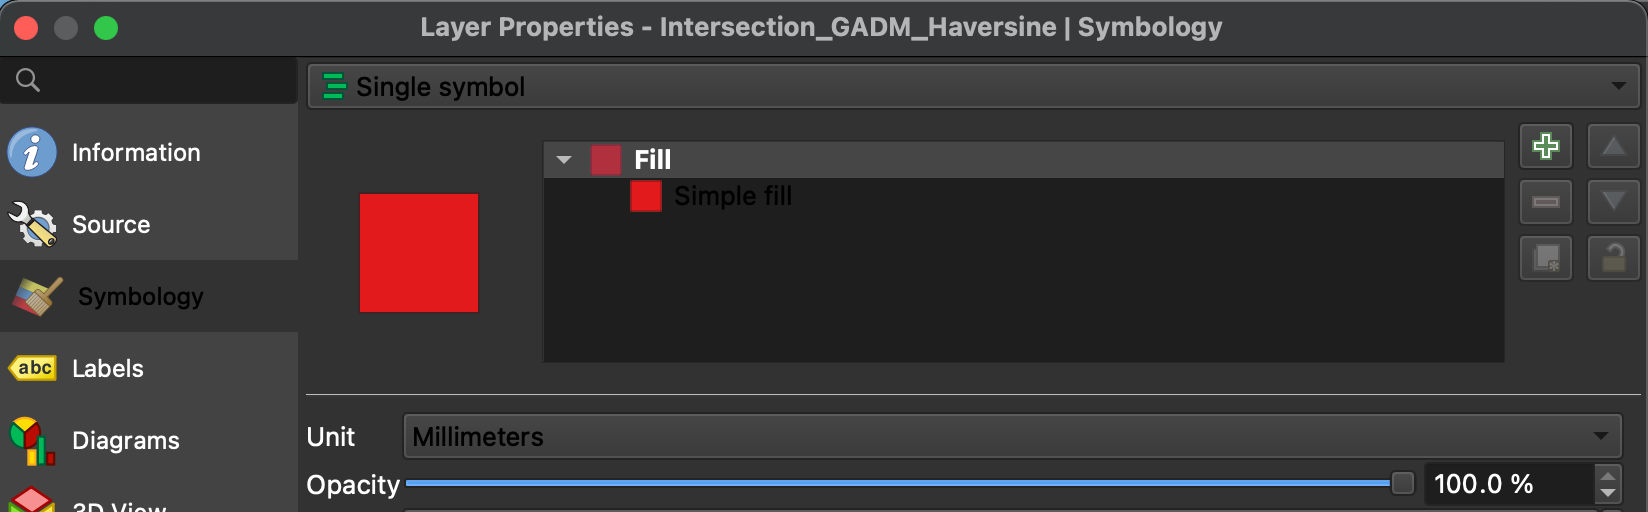 Layer Properties - Intersection_GADM_Haversine | Symbology
Single symbol
Information
Source
Symbology
Labels
Diagrams
3D View
Fill
Simple fill
Unit
Millimeters
Opacity
100.0 %
abc